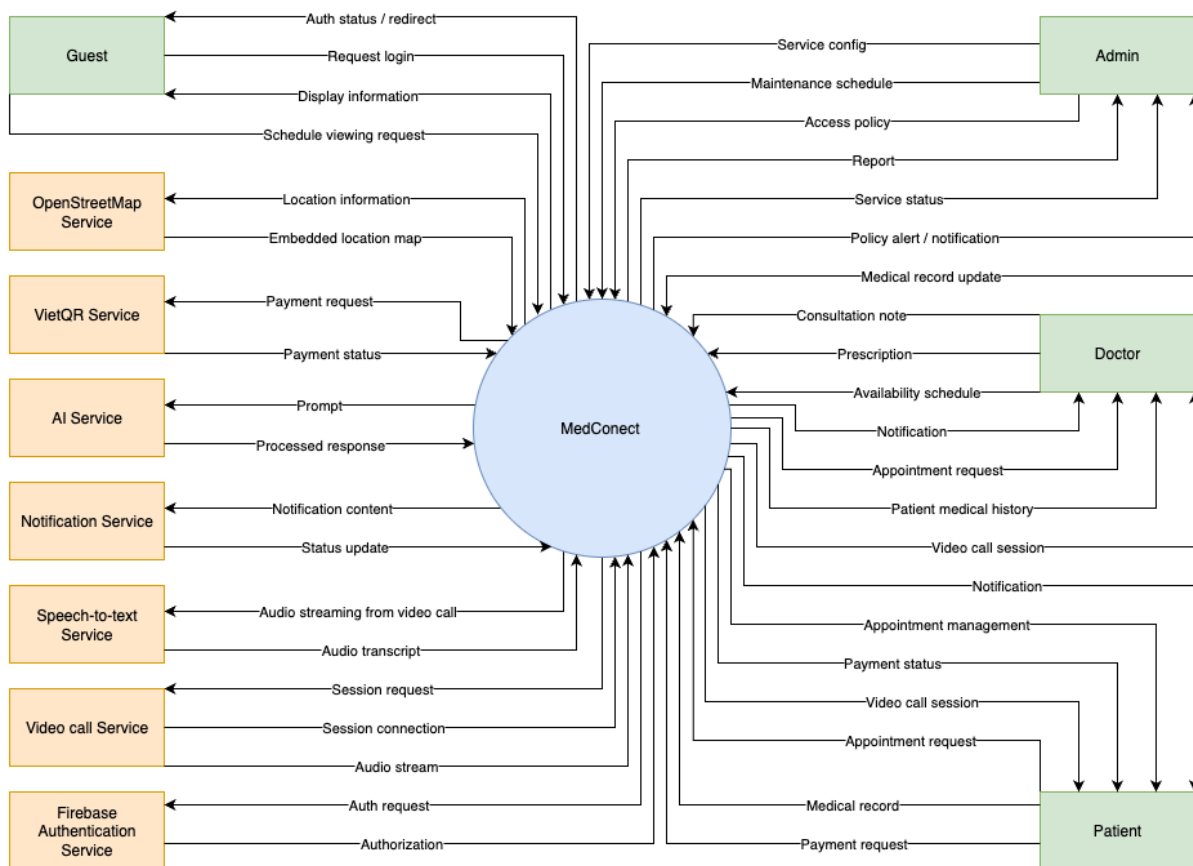 Auth status / redirect
Guest
Request login
Display information
Schedule viewing request
OpenStreetMap
Service
Location information
Embedded location map
VietQR Service
Payment request
Payment status
AI Service
Prompt
Processed response
Notification Service
Notification content
Status update
Speech-to-text
Service
Audio streaming from video call
Audio transcript
Video call Service
Session request
Session connection
Audio stream
Firebase
Authentication
Service
Auth request
Authorization
MedConect
Service config
Admin
Maintenance schedule
Access policy
Report
Service status
Policy alert / notification
Medical record update
Consultation note
Doctor
Prescription
Availability schedule
Notification
Appointment request
Patient medical history
Video call session
Notification
Appointment management
Payment status
Video call session
Appointment request
Medical record
Patient
Payment request